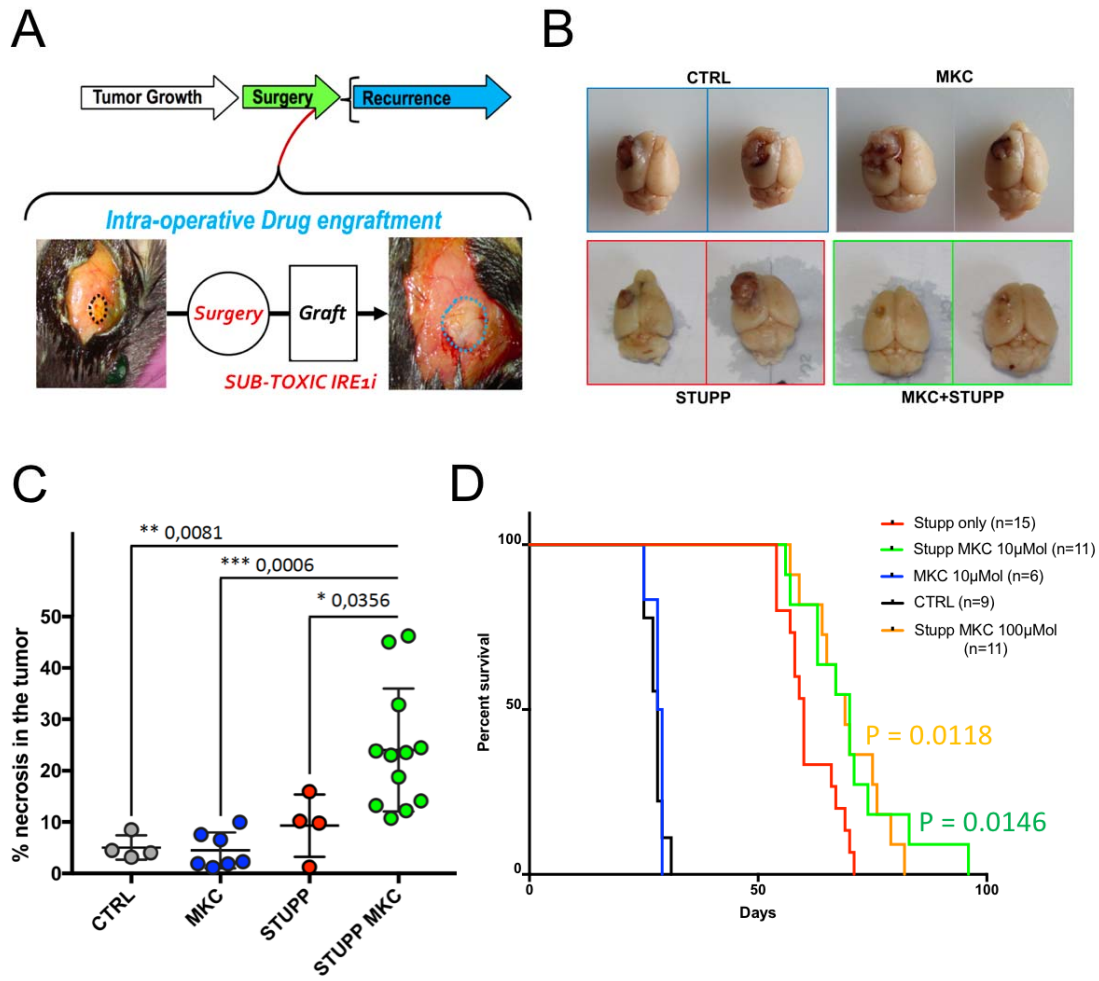 A
Tumor Growth
Surgery
Recurrence
Intra-operative Drug engraftment
Surgery
Graft
SUB-TOXIC IRE1i
B
CTRL
MKC
STUPP
MKC+STUPP
C
** 0,0081
*** 0,0006
* 0,0356
% necrosis in the tumor
50
40
30
20
10
0
CTRL
MKC
STUPP
STUPP MKC
D
Percent survival
100
50
0
0
50
100
Days
Stupp only (n=15)
Stupp MKC 10µMol (n=11)
MKC 10µMol (n=6)
CTRL (n=9)
Stupp MKC 100µMol
(n=11)
P = 0.0118
P = 0.0146